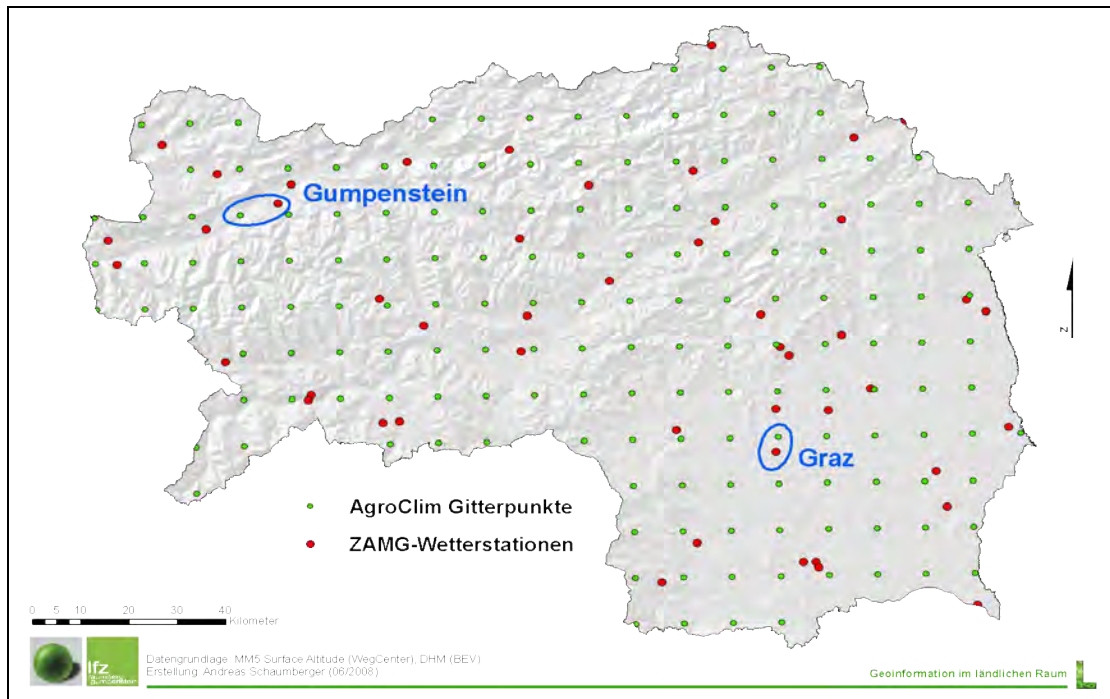 Gumpenstein
z
Graz
AgroClim Gitterpunkte
ZAMG-Wetterstationen
0 5 10 20 30 40
Kilometer
lfz
gumpenstein
Datengrundlage: MM5 Surface Altitude (WegCenter), DHM (BEV)
Erstellung: Andreas Schaumberger (06/2008)
Geoinformation im ländlichen Raum